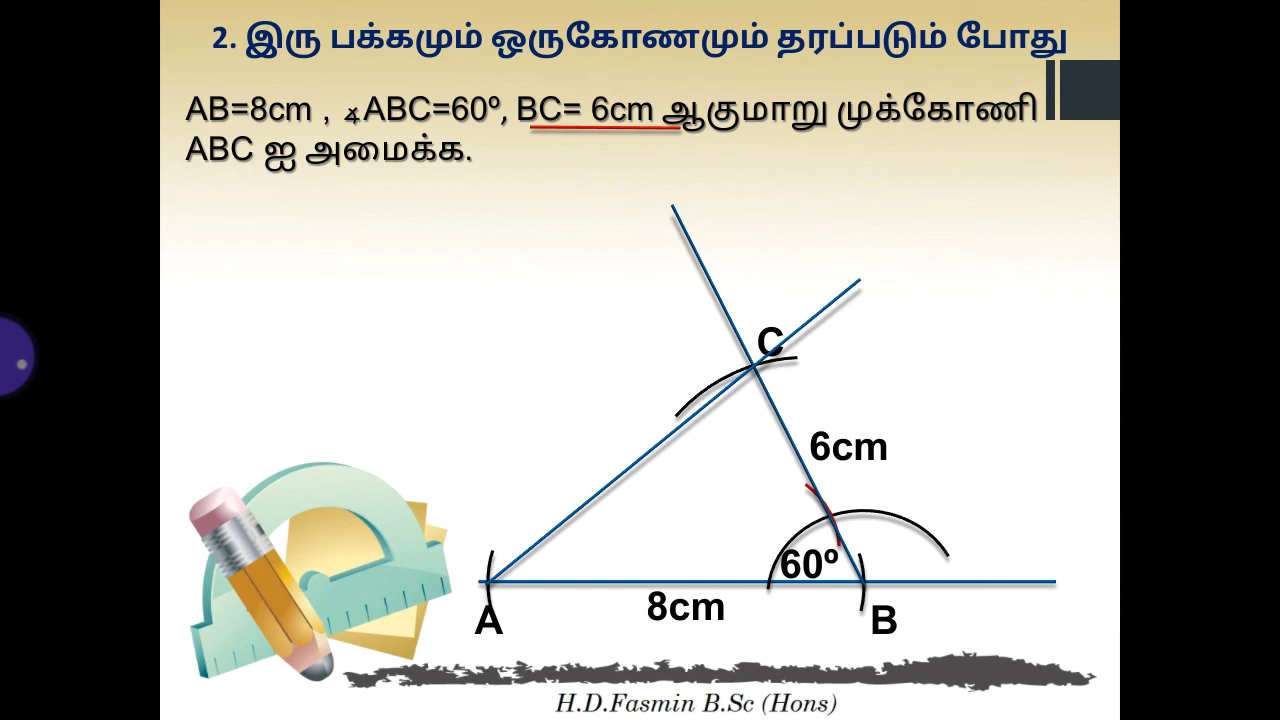 2. இரு பக்கமும் ஒருகோணமும் தரப்படும் போது
AB=8cm , ∡ABC=60º, BC= 6cm ஆகுமாறு முக்கோணி
ABC ஐ அமைக்க.
C
6cm
60º
8cm
A
B
H.D.Fasmin B.Sc (Hons)